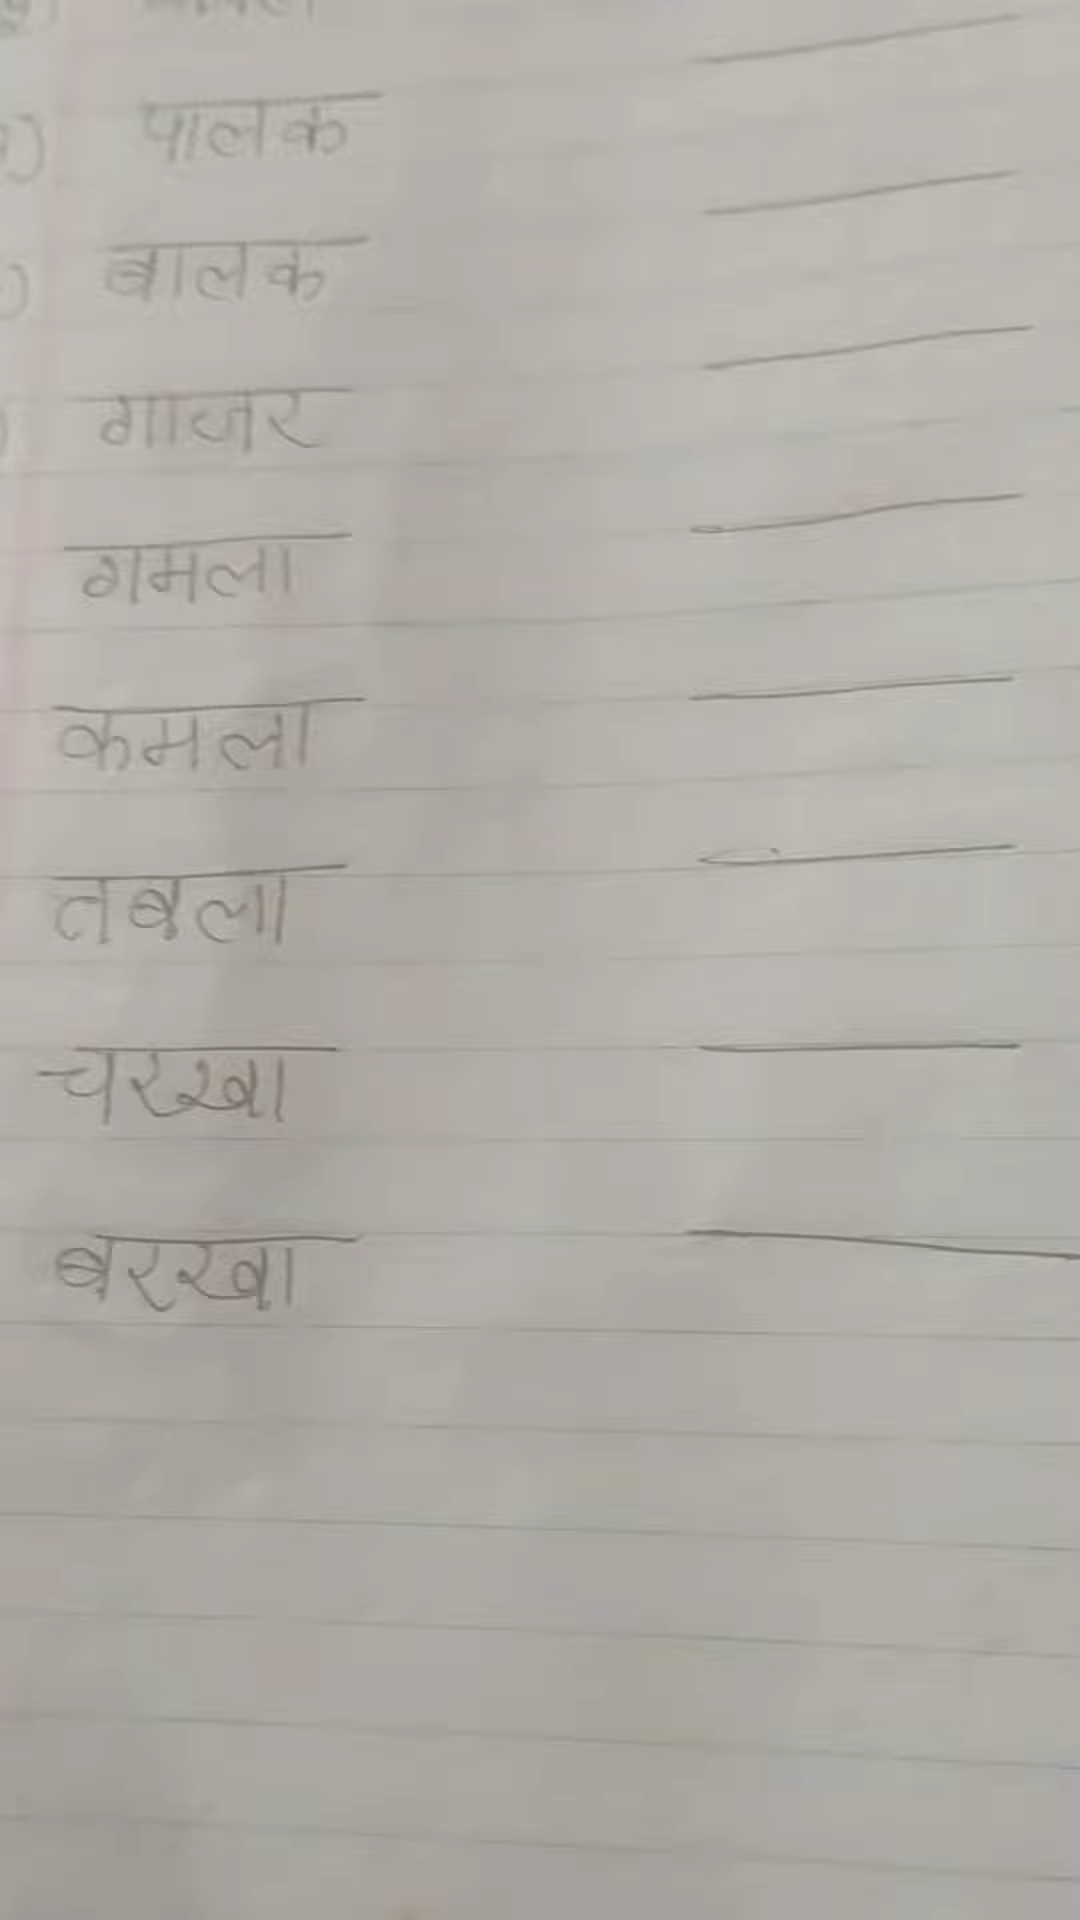 पालक
बालक
गाजर
गमला
कमला
तबला
चरखा
बरखा